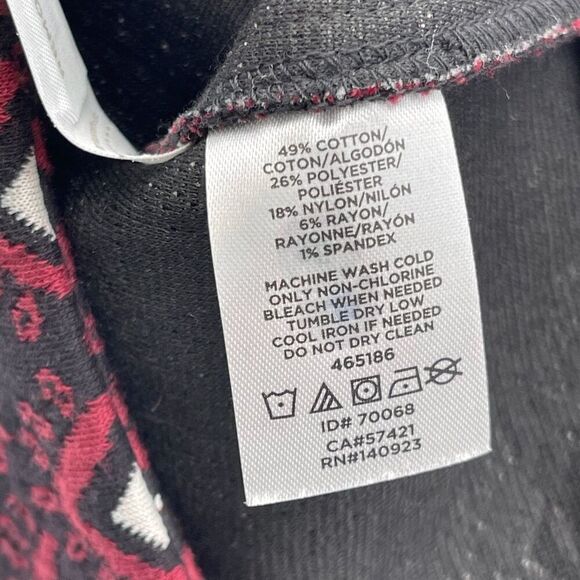 49% COTTON/
COTON/ALGODÓN
26% POLYESTER/
POLIÉSTER
18% NYLON/NILÓN
6% RAYON/
RAYONNE/RAYÓN
1% SPANDEX
MACHINE WASH COLD
ONLY NON-CHLORINE
BLEACH WHEN NEEDED
TUMBLE DRY LOW
COOL IRON IF NEEDED
DO NOT DRY CLEAN
465186
ID# 70068
CA#57421
RN#140923